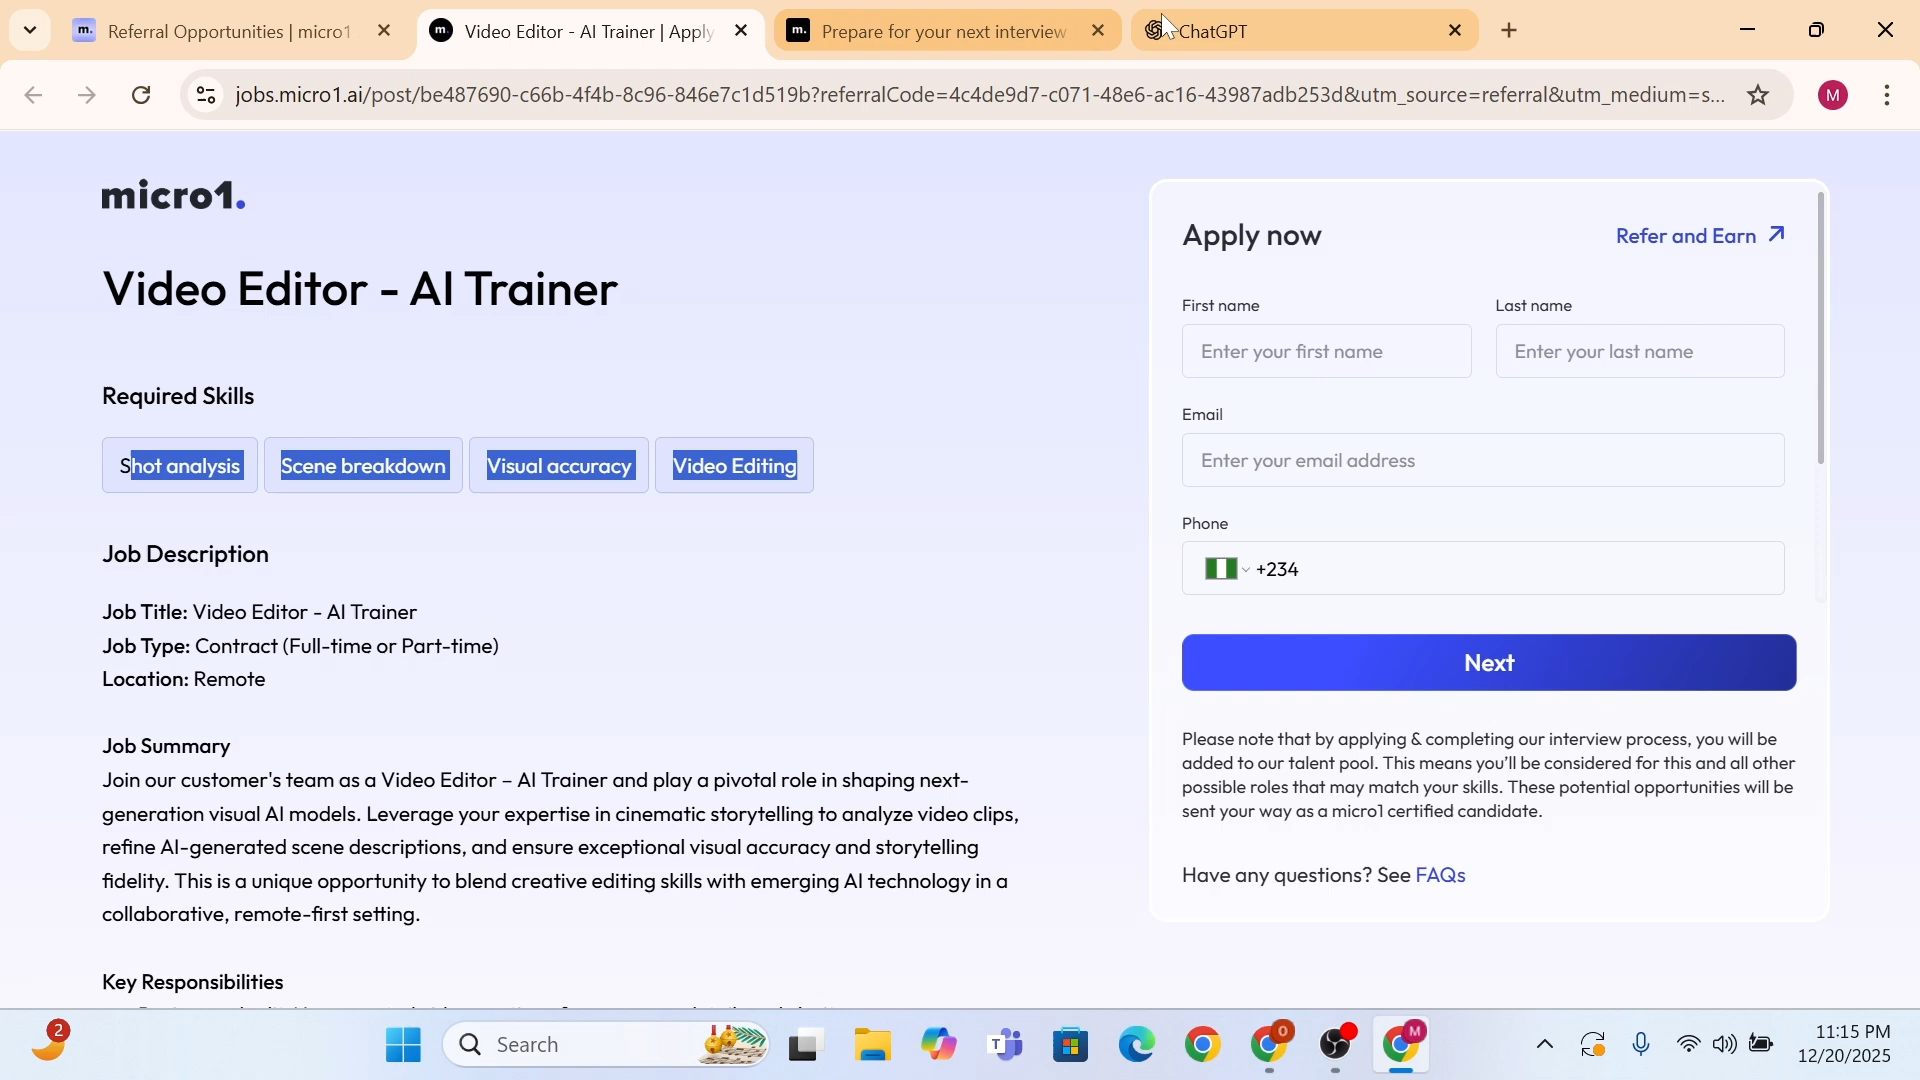 m. Referral Opportunities | micro1
m. Video Editor - AI Trainer | Apply
m. Prepare for your next interview
ChatGPT
jobs.micro1.ai/post/be487690-c66b-4f4b-8c96-846e7c1d519b?referralCode=4c4de9d7-c071-48e6-ac16-43987adb253d&utm_source=referral&utm_medium=s...
M
micro1.
Video Editor - AI Trainer
Required Skills
Shot analysis
Scene breakdown
Visual accuracy
Video Editing
Job Description
Job Title: Video Editor - AI Trainer
Job Type: Contract (Full-time or Part-time)
Location: Remote
Job Summary
Join our customer's team as a Video Editor – AI Trainer and play a pivotal role in shaping next-
generation visual AI models. Leverage your expertise in cinematic storytelling to analyze video clips,
refine AI-generated scene descriptions, and ensure exceptional visual accuracy and storytelling
fidelity. This is a unique opportunity to blend creative editing skills with emerging AI technology in a
collaborative, remote-first setting.
Key Responsibilities
Apply now
Refer and Earn
First name
Last name
Enter your first name
Enter your last name
Email
Enter your email address
Phone
+234
Next
Please note that by applying & completing our interview process, you will be
added to our talent pool. This means you’ll be considered for this and all other
possible roles that may match your skills. These potential opportunities will be
sent your way as a micro1 certified candidate.
Have any questions? See FAQs
2
Search
T
O
M
11:15 PM
12/20/2025